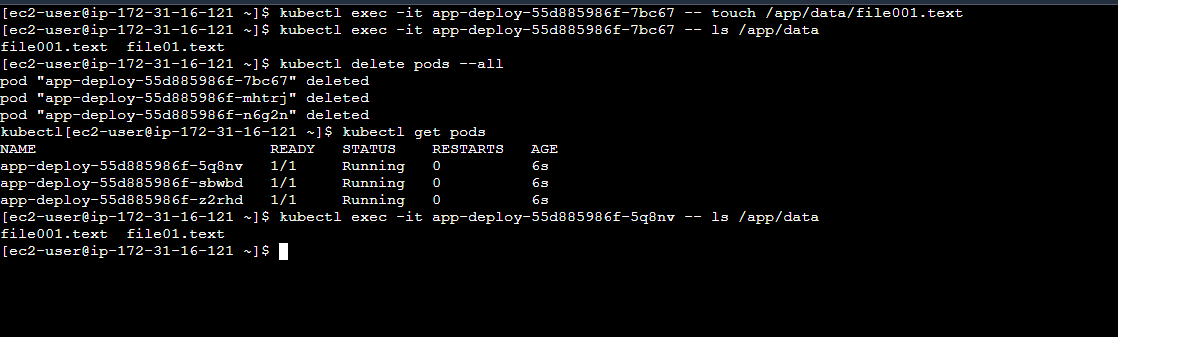 [ec2-user@ip-172-31-16-121 ~]$ kubectl exec -it app-deploy-55d885986f-7bc67 -- touch /app/data/file001.text
[ec2-user@ip-172-31-16-121 ~]$ kubectl exec -it app-deploy-55d885986f-7bc67 -- ls /app/data
file001.text  file01.text
[ec2-user@ip-172-31-16-121 ~]$ kubectl delete pods --all
pod "app-deploy-55d885986f-7bc67" deleted
pod "app-deploy-55d885986f-mhtrj" deleted
pod "app-deploy-55d885986f-n6g2n" deleted
kubectl[ec2-user@ip-172-31-16-121 ~]$ kubectl get pods
NAME                          READY   STATUS    RESTARTS   AGE
app-deploy-55d885986f-5q8nv   1/1     Running   0          6s
app-deploy-55d885986f-sbwbd   1/1     Running   0          6s
app-deploy-55d885986f-z2rhd   1/1     Running   0          6s
[ec2-user@ip-172-31-16-121 ~]$ kubectl exec -it app-deploy-55d885986f-5q8nv -- ls /app/data
file001.text  file01.text
[ec2-user@ip-172-31-16-121 ~]$